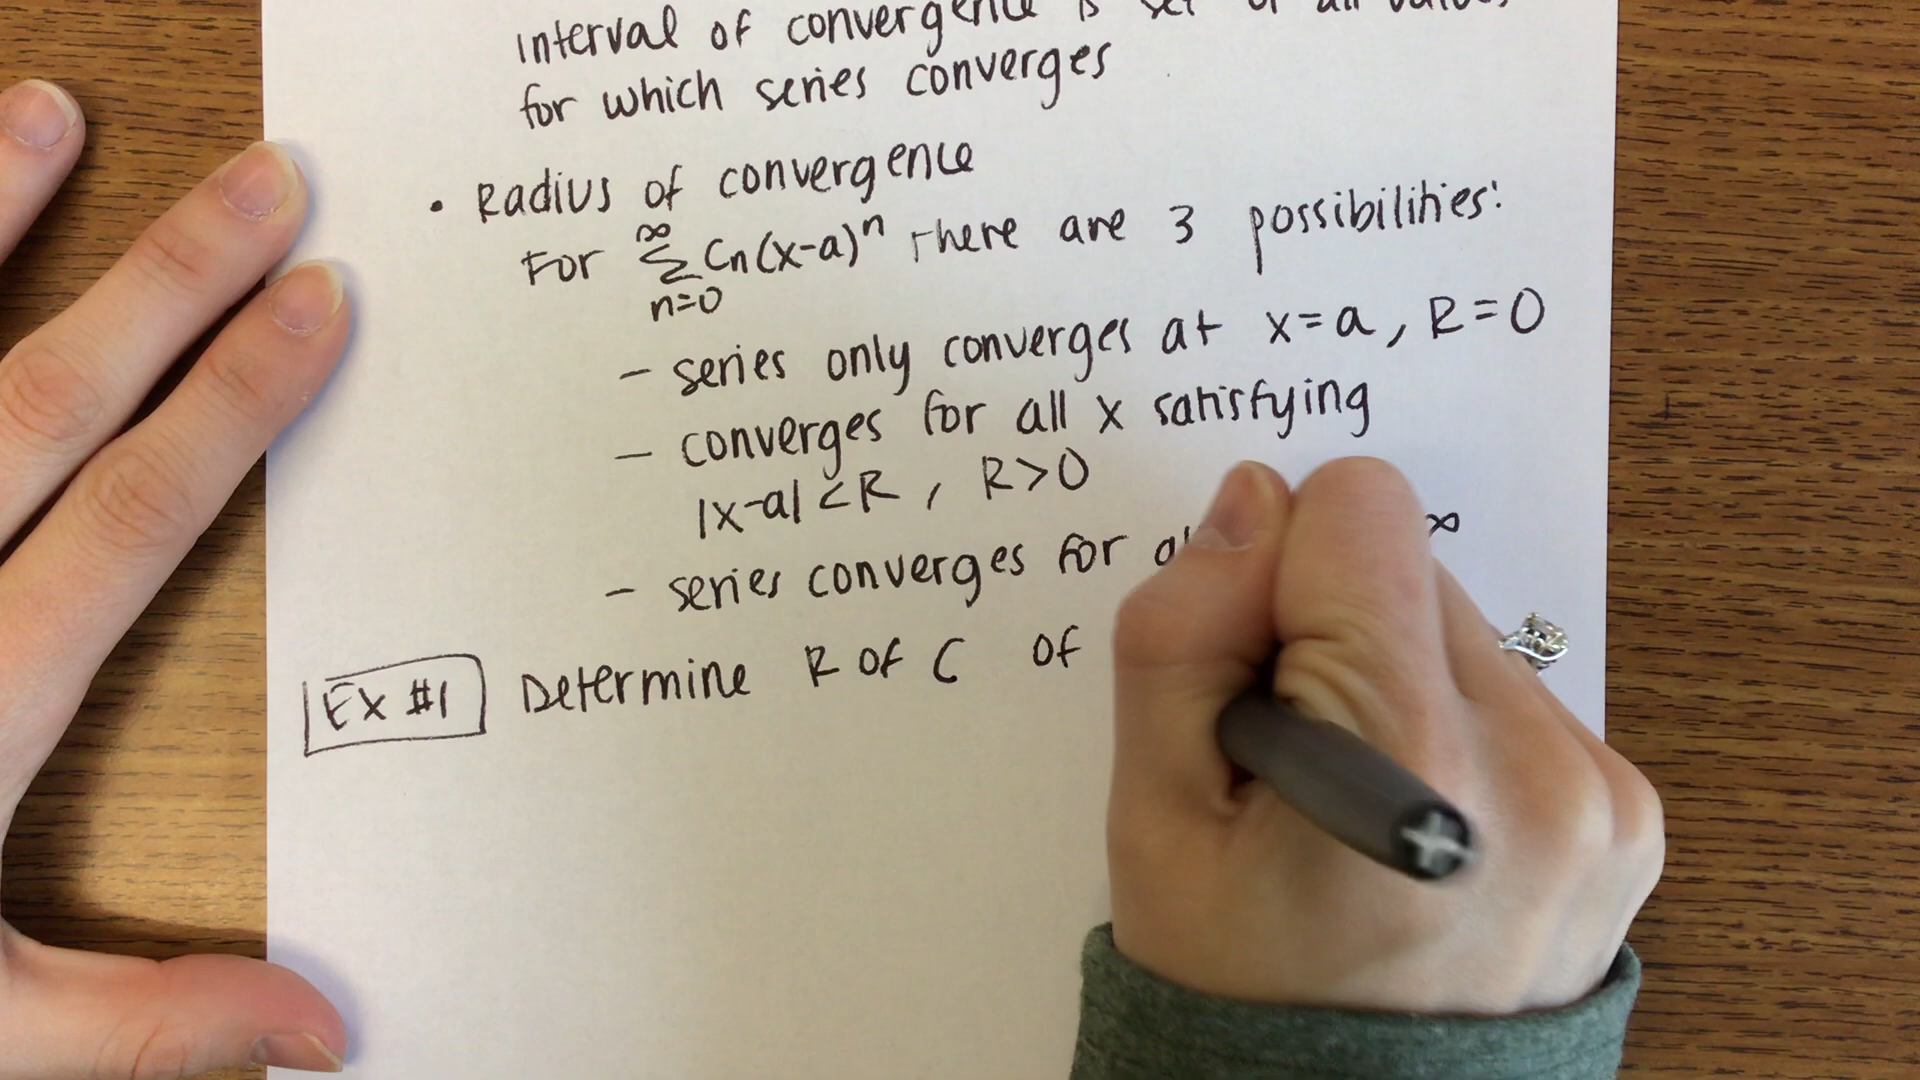 interval of convergence is set of all values
for which series converges
• Radius of convergence
For ∞ Σ n=0 Cn(x-a)^n there are 3 possibilities:
- series only converges at x=a, R=0
- converges for all x satisfying
|x-a|<R, R>0
- series converges for ∞
Ex #1 Determine R of C of